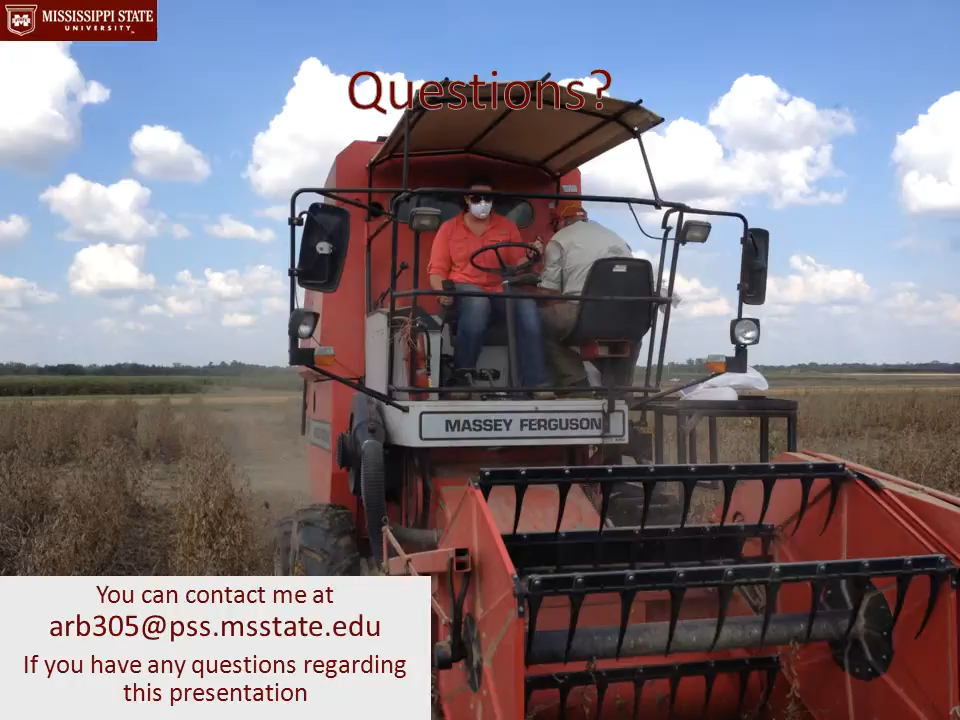 MISSISSIPPI STATE
UNIVERSITY™
Questions?
MASSEY FERGUSON
You can contact me at
arb305@pss.msstate.edu
If you have any questions regarding
this presentation